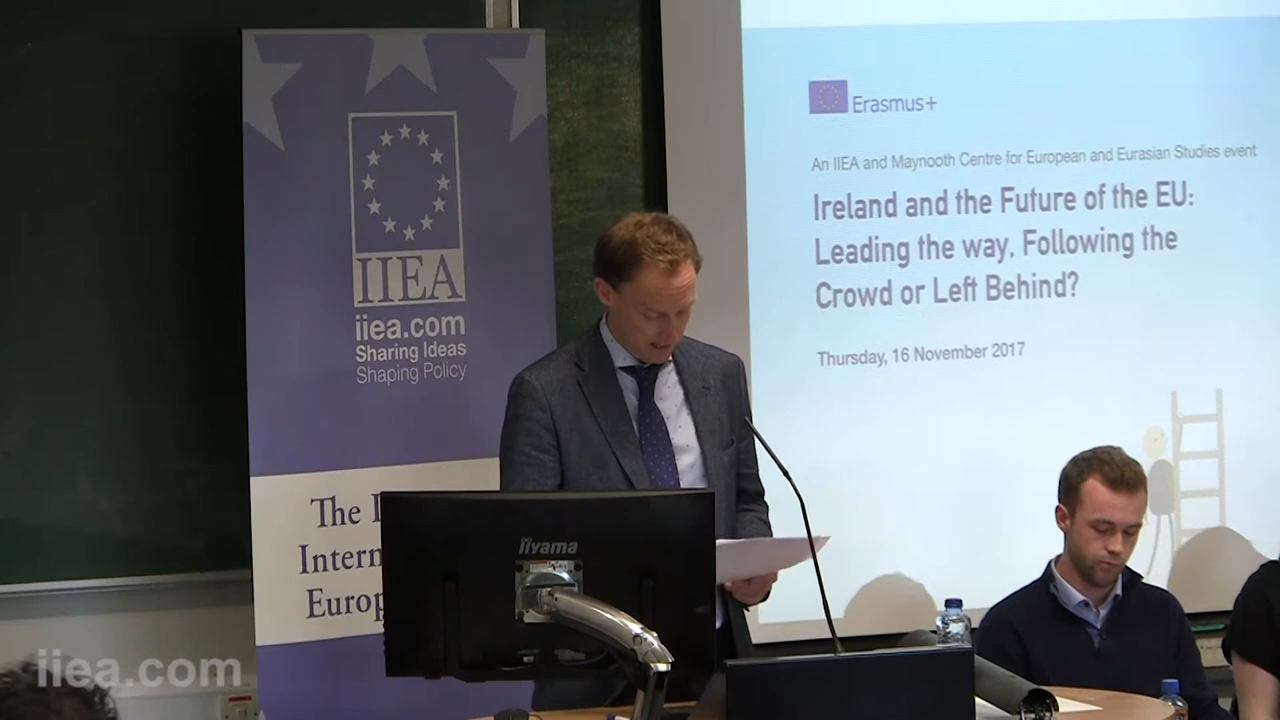 IIEA
iiea.com
Sharing Ideas
Shaping Policy
The
Intern
Europ
iiyama
Erasmus+
An IIEA and Maynooth Centre for European and Eurasian Studies event
Ireland and the Future of the EU:
Leading the way, Following the
Crowd or Left Behind?
Thursday, 16 November 2017
iiea.com